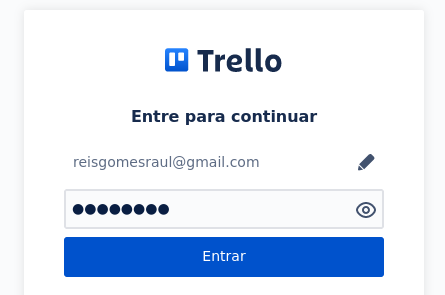 Trello
Entre para continuar
reisgomesraul@gmail.com
●●●●●●●●
Entrar